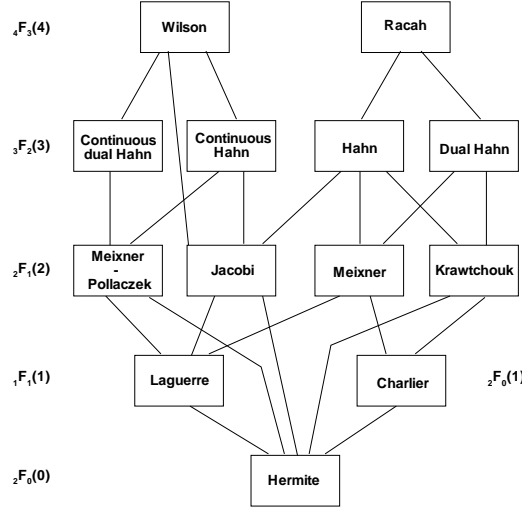 ₄F₃(4)
Wilson
Racah
₃F₂(3)
Continuous
dual Hahn
Continuous
Hahn
Hahn
Dual Hahn
₂F₁(2)
Meixner
-
Pollaczek
Jacobi
Meixner
Krawtchouk
₁F₁(1)
Laguerre
Charlier
₂F₀(1)
₂F₀(0)
Hermite